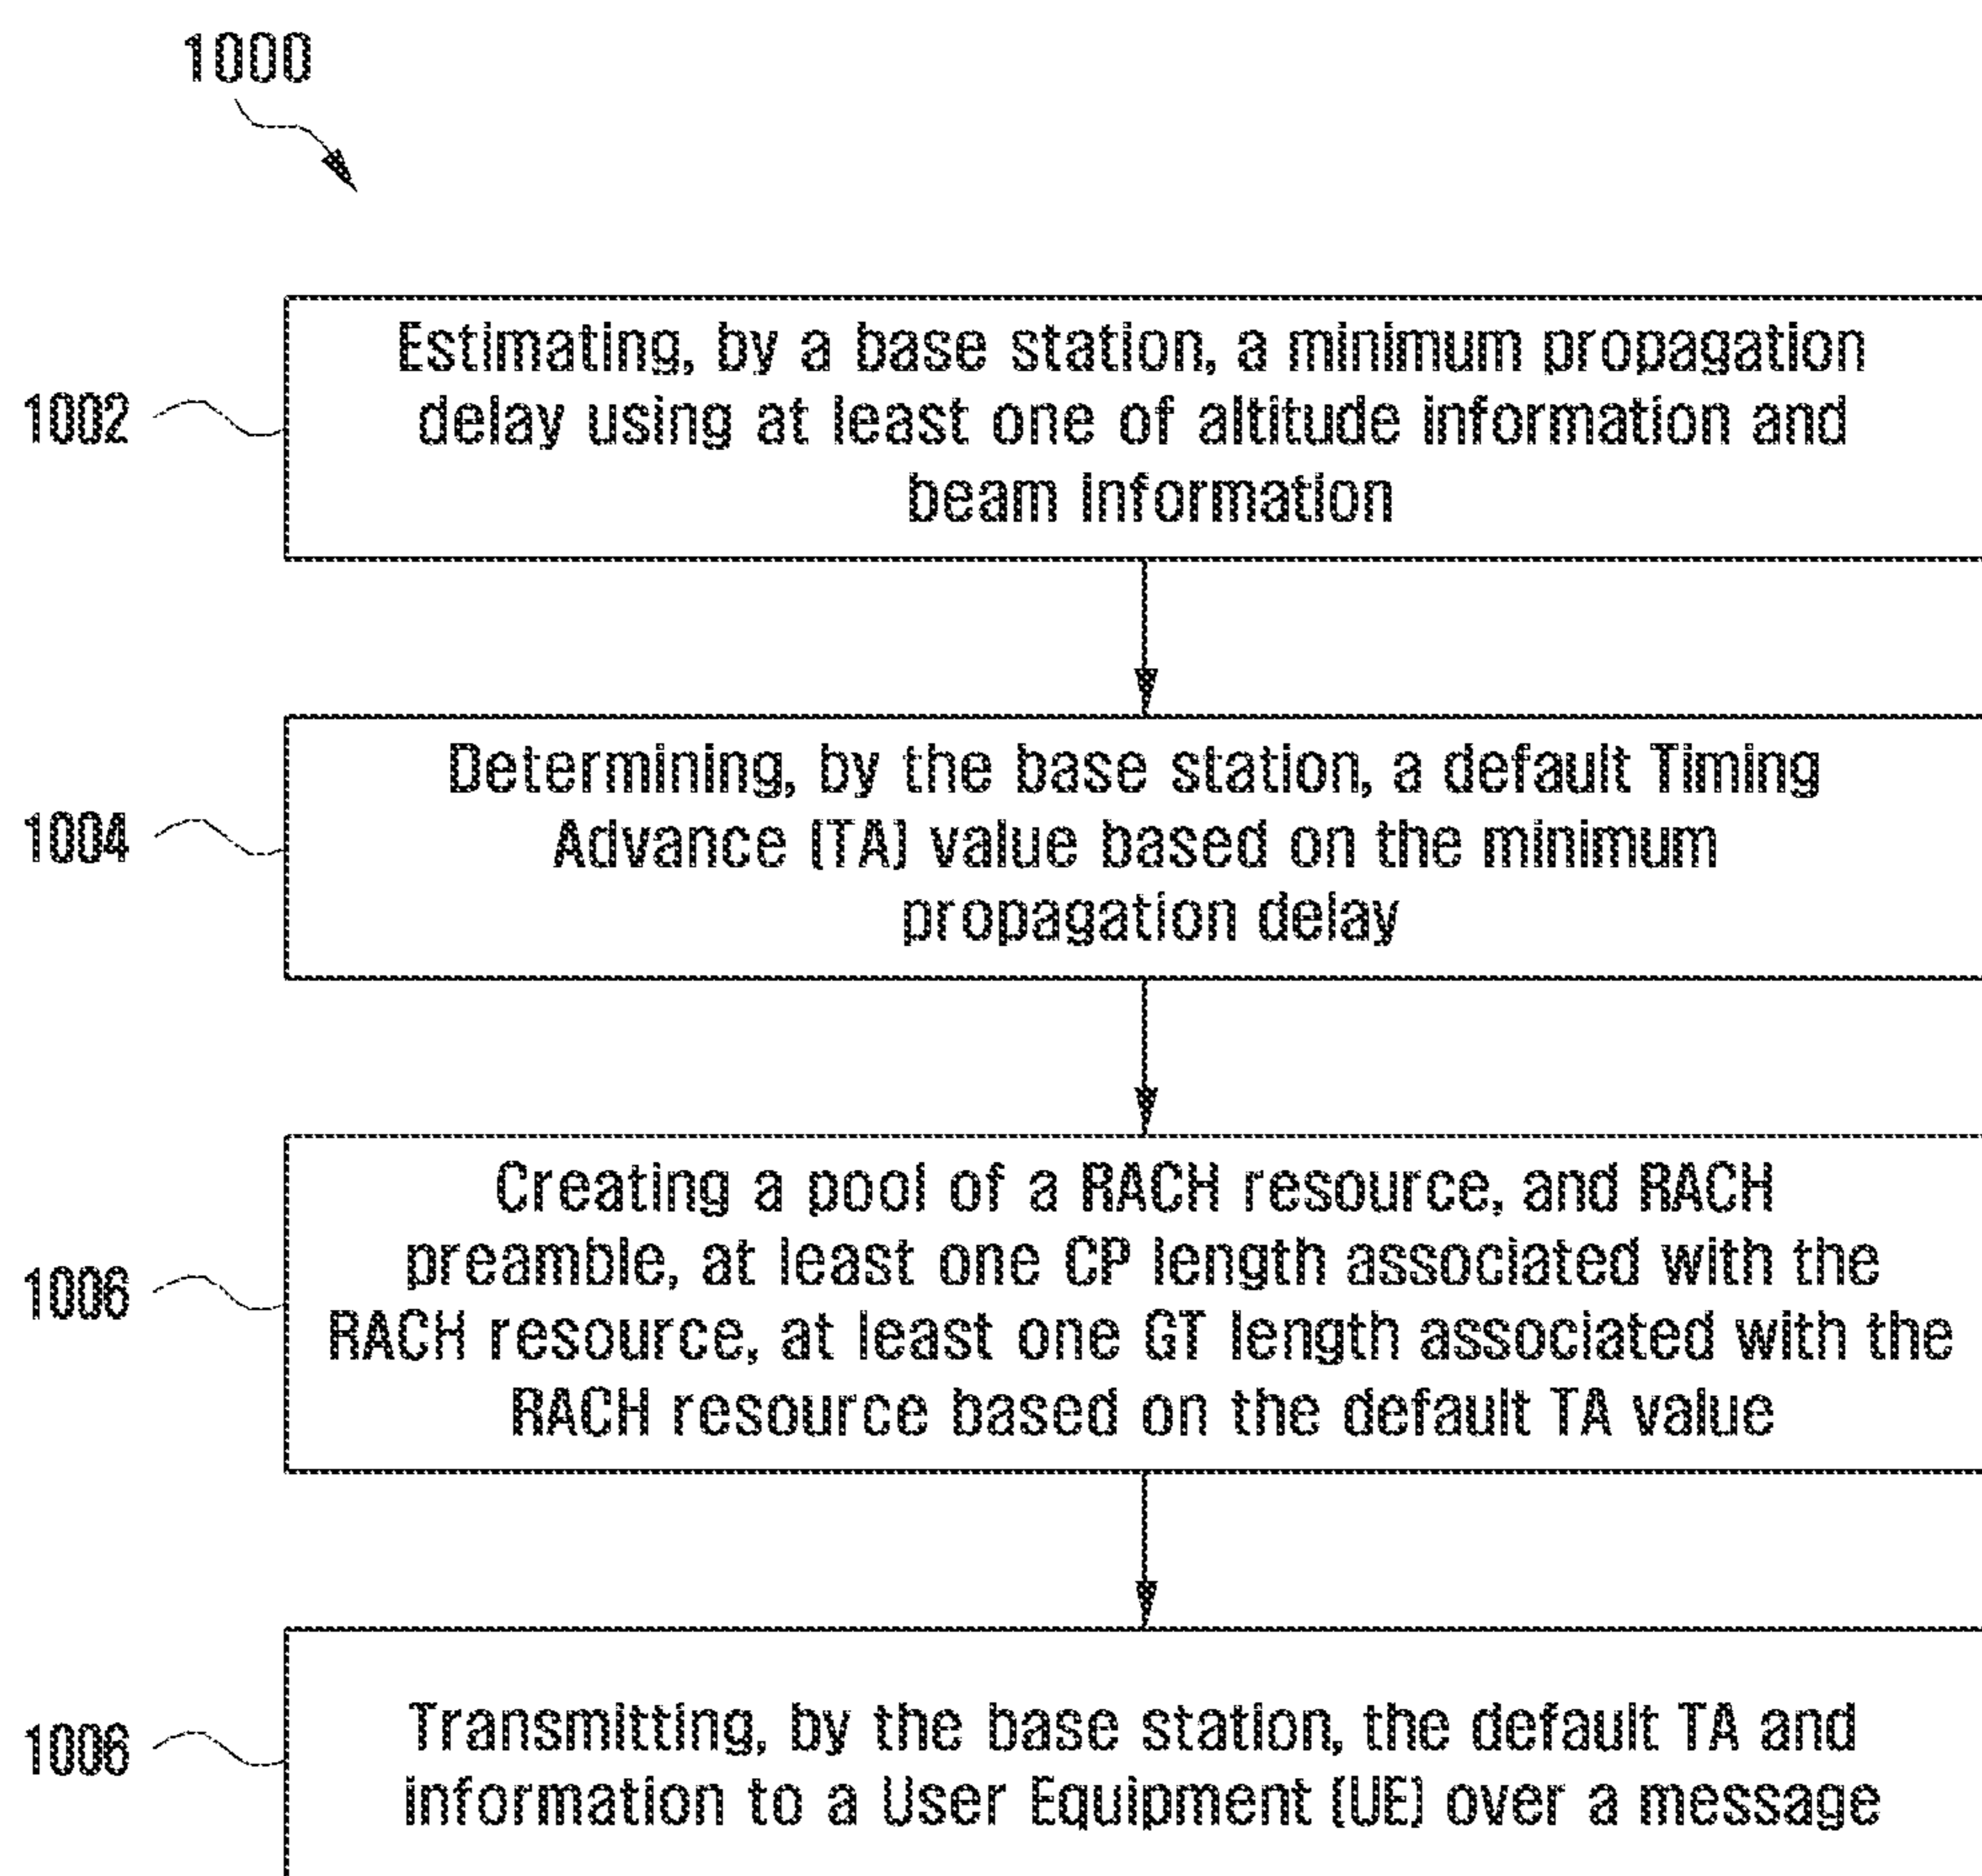 1000
1002
Estimating, by a base station, a minimum propagation
delay using at least one of altitude information and
beam information
1004
Determining, by the base station, a default Timing
Advance (TA) value based on the minimum
propagation delay
1006
Creating a pool of a RACH resource, and RACH
preamble, at least one CP length associated with the
RACH resource, at least one GT length associated with the
RACH resource based on the default TA value
1006
Transmitting, by the base station, the default TA and
information to a User Equipment (UE) over a message